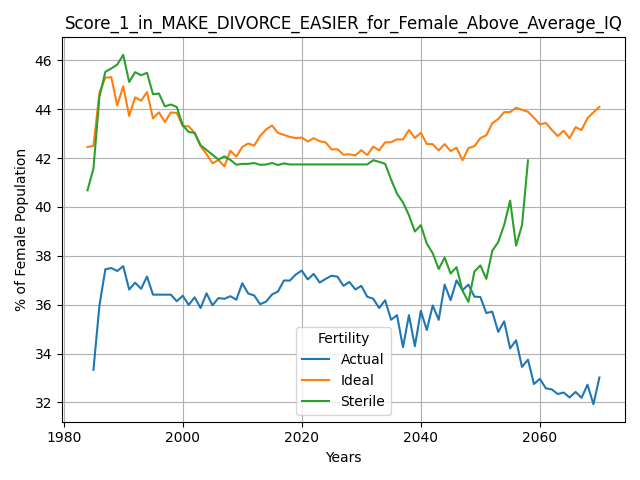 Score_1_in_MAKE_DIVORCE_EASIER_for_Female_Above_Average_IQ
% of Female Population
46
44
42
40
38
36
34
32
Fertility
Actual
Ideal
Sterile
1980
2000
2020
2040
2060
Years